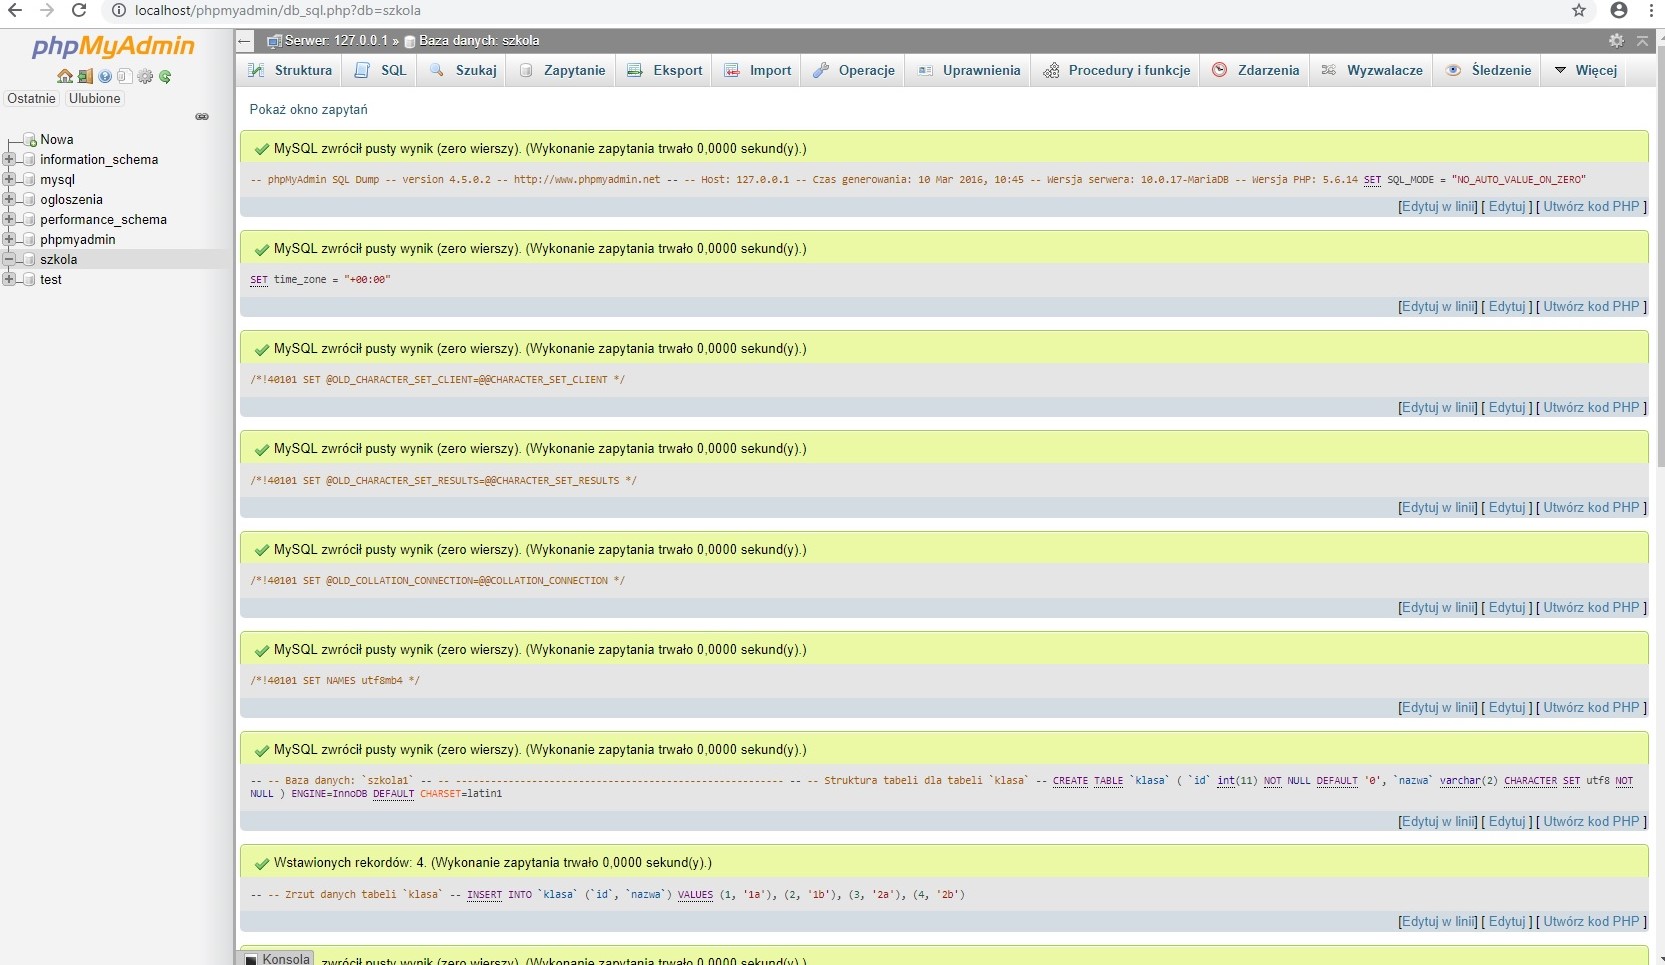 localhost/phpmyadmin/db_sql.php?db=szkola
phpMyAdmin
Ostatnie Ulubione
Nowa
information_schema
mysql
ogloszenia
performance_schema
phpmyadmin
szkola
test
Serwer: 127.0.0.1 » Baza danych: szkola
Struktura SQL Szukaj Zapytanie Eksport Import Operacje Uprawnienia Procedury i funkcje Zdarzenia Wyzwalacze Śledzenie Więcej
Pokaż okno zapytań
MySQL zwrócił pusty wynik (zero wierszy). (Wykonanie zapytania trwało 0,0000 sekund(y).)
-- phpMyAdmin SQL Dump -- version 4.5.0.2 -- http://www.phpmyadmin.net -- -- Host: 127.0.0.1 -- Czas generowania: 10 Mar 2016, 10:45 -- Wersja serwera: 10.0.17-MariaDB -- Wersja PHP: 5.6.14 SET SQL_MODE = "NO_AUTO_VALUE_ON_ZERO"
[Edytuj w linii] [ Edytuj ] [ Utwórz kod PHP ]
MySQL zwrócił pusty wynik (zero wierszy). (Wykonanie zapytania trwało 0,0000 sekund(y).)
SET time_zone = "+00:00"
[Edytuj w linii] [ Edytuj ] [ Utwórz kod PHP ]
MySQL zwrócił pusty wynik (zero wierszy). (Wykonanie zapytania trwało 0,0000 sekund(y).)
/*!40101 SET @OLD_CHARACTER_SET_CLIENT=@@CHARACTER_SET_CLIENT */
[Edytuj w linii] [ Edytuj ] [ Utwórz kod PHP ]
MySQL zwrócił pusty wynik (zero wierszy). (Wykonanie zapytania trwało 0,0000 sekund(y).)
/*!40101 SET @OLD_CHARACTER_SET_RESULTS=@@CHARACTER_SET_RESULTS */
[Edytuj w linii] [ Edytuj ] [ Utwórz kod PHP ]
MySQL zwrócił pusty wynik (zero wierszy). (Wykonanie zapytania trwało 0,0000 sekund(y).)
/*!40101 SET @OLD_COLLATION_CONNECTION=@@COLLATION_CONNECTION */
[Edytuj w linii] [ Edytuj ] [ Utwórz kod PHP ]
MySQL zwrócił pusty wynik (zero wierszy). (Wykonanie zapytania trwało 0,0000 sekund(y).)
/*!40101 SET NAMES utf8mb4 */
[Edytuj w linii] [ Edytuj ] [ Utwórz kod PHP ]
MySQL zwrócił pusty wynik (zero wierszy). (Wykonanie zapytania trwało 0,0000 sekund(y).)
-- -- Baza danych: `szkola1` -- -- -------------------------------------------------------- -- -- Struktura tabeli dla tabeli `klasa` -- CREATE TABLE `klasa` ( `id` int(11) NOT NULL DEFAULT '0', `nazwa` varchar(2) CHARACTER SET utf8 NOT
NULL ) ENGINE=InnoDB DEFAULT CHARSET=latin1
[Edytuj w linii] [ Edytuj ] [ Utwórz kod PHP ]
Wstawionych rekordów: 4. (Wykonanie zapytania trwało 0,0000 sekund(y).)
-- -- Zrzut danych tabeli `klasa` -- INSERT INTO `klasa` (`id`, `nazwa`) VALUES (1, '1a'), (2, '1b'), (3, '2a'), (4, '2b')
[Edytuj w linii] [ Edytuj ] [ Utwórz kod PHP ]
Konsola zwrócił pusty wynik (zero wierszy). (Wykonanie zapytania trwało 0,0000 sekund(y).)